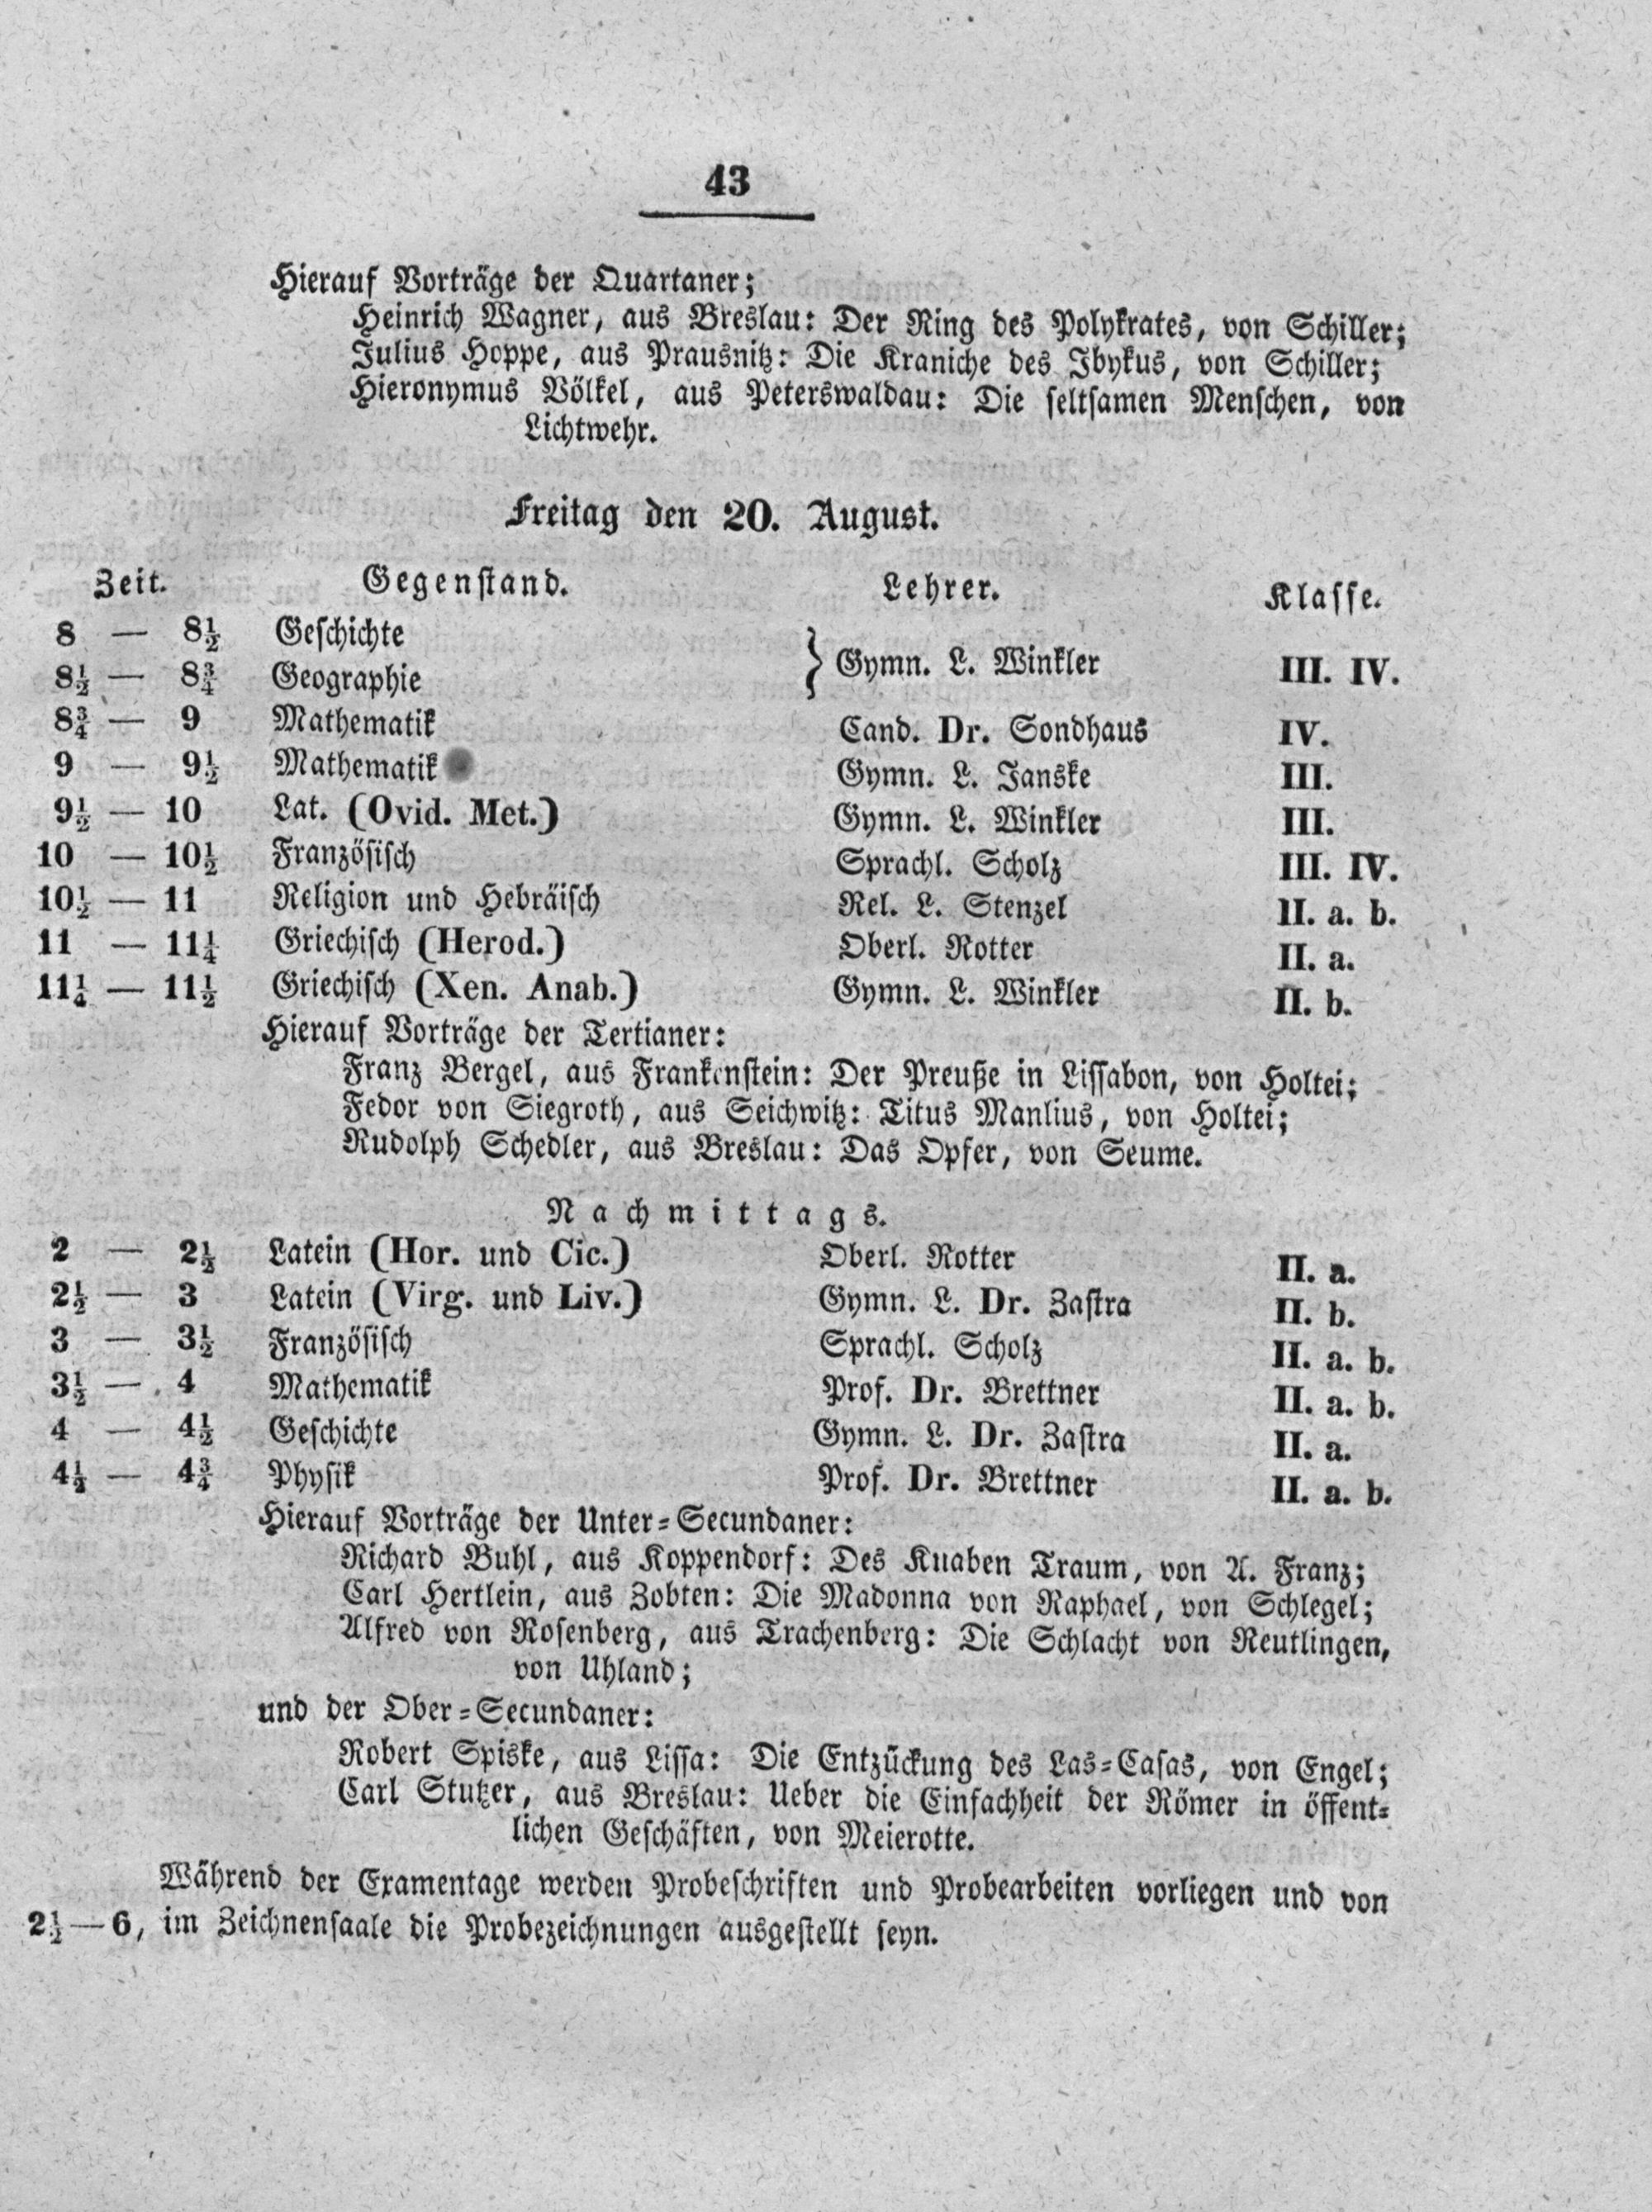 43
Hierauf Vorträge der Quartaner;
Heinrich Wagner, aus Breslau: Der Ring des Polykrates, von Schiller;
Julius Hoppe, aus Prausnitz: Die Kraniche des Ibykus, von Schiller;
Hieronymus Völkel, aus Peterswaldau: Die seltsamen Menschen, von
Lichtwehr.
Freitag den 20. August.
Zeit. Gegenstand. Lehrer. Klasse.
8 — 8½ Geschichte } Gymn. L. Winkler III. IV.
8½ — 8¾ Geographie
8¾ — 9 Mathematik Cand. Dr. Sondhaus IV.
9 — 9½ Mathematik Gymn. L. Janske III.
9½ — 10 Lat. (Ovid. Met.) Gymn. L. Winkler III.
10 — 10½ Französisch Sprachl. Scholz III. IV.
10½ — 11 Religion und Hebräisch Rel. L. Stenzel II. a. b.
11 — 11¼ Griechisch (Herod.) Oberl. Rotter II. a.
11¼ — 11½ Griechisch (Xen. Anab.) Gymn. L. Winkler II. b.
Hierauf Vorträge der Tertianer:
Franz Bergel, aus Frankenstein: Der Preuße in Lissabon, von Holtei;
Fedor von Siegroth, aus Seichwitz: Titus Manlius, von Holtei;
Rudolph Schedler, aus Breslau: Das Opfer, von Seume.
Nachmittags.
2 — 2½ Latein (Hor. und Cic.) Oberl. Rotter II. a.
2½ — 3 Latein (Virg. und Liv.) Gymn. L. Dr. Zastra II. b.
3 — 3½ Französisch Sprachl. Scholz II. a. b.
3½ — 4 Mathematik Prof. Dr. Brettner II. a. b.
4 — 4½ Geschichte Gymn. L. Dr. Zastra II. a.
4½ — 4¾ Physik Prof. Dr. Brettner II. a. b.
Hierauf Vorträge der Unter-Secundaner:
Richard Buhl, aus Koppendorf: Des Knaben Traum, von A. Franz;
Carl Hertlein, aus Zobten: Die Madonna von Raphael, von Schlegel;
Alfred von Rosenberg, aus Trachenberg: Die Schlacht von Reutlingen,
von Uhland;
und der Ober-Secundaner:
Robert Spiske, aus Lissa: Die Entzückung des Las-Casas, von Engel;
Carl Stutzer, aus Breslau: Ueber die Einfachheit der Römer in öffent-
lichen Geschäften, von Meierotte.
Während der Examentage werden Probeschriften und Probearbeiten vorliegen und von
2½—6, im Zeichnensaale die Probezeichnungen ausgestellt seyn.